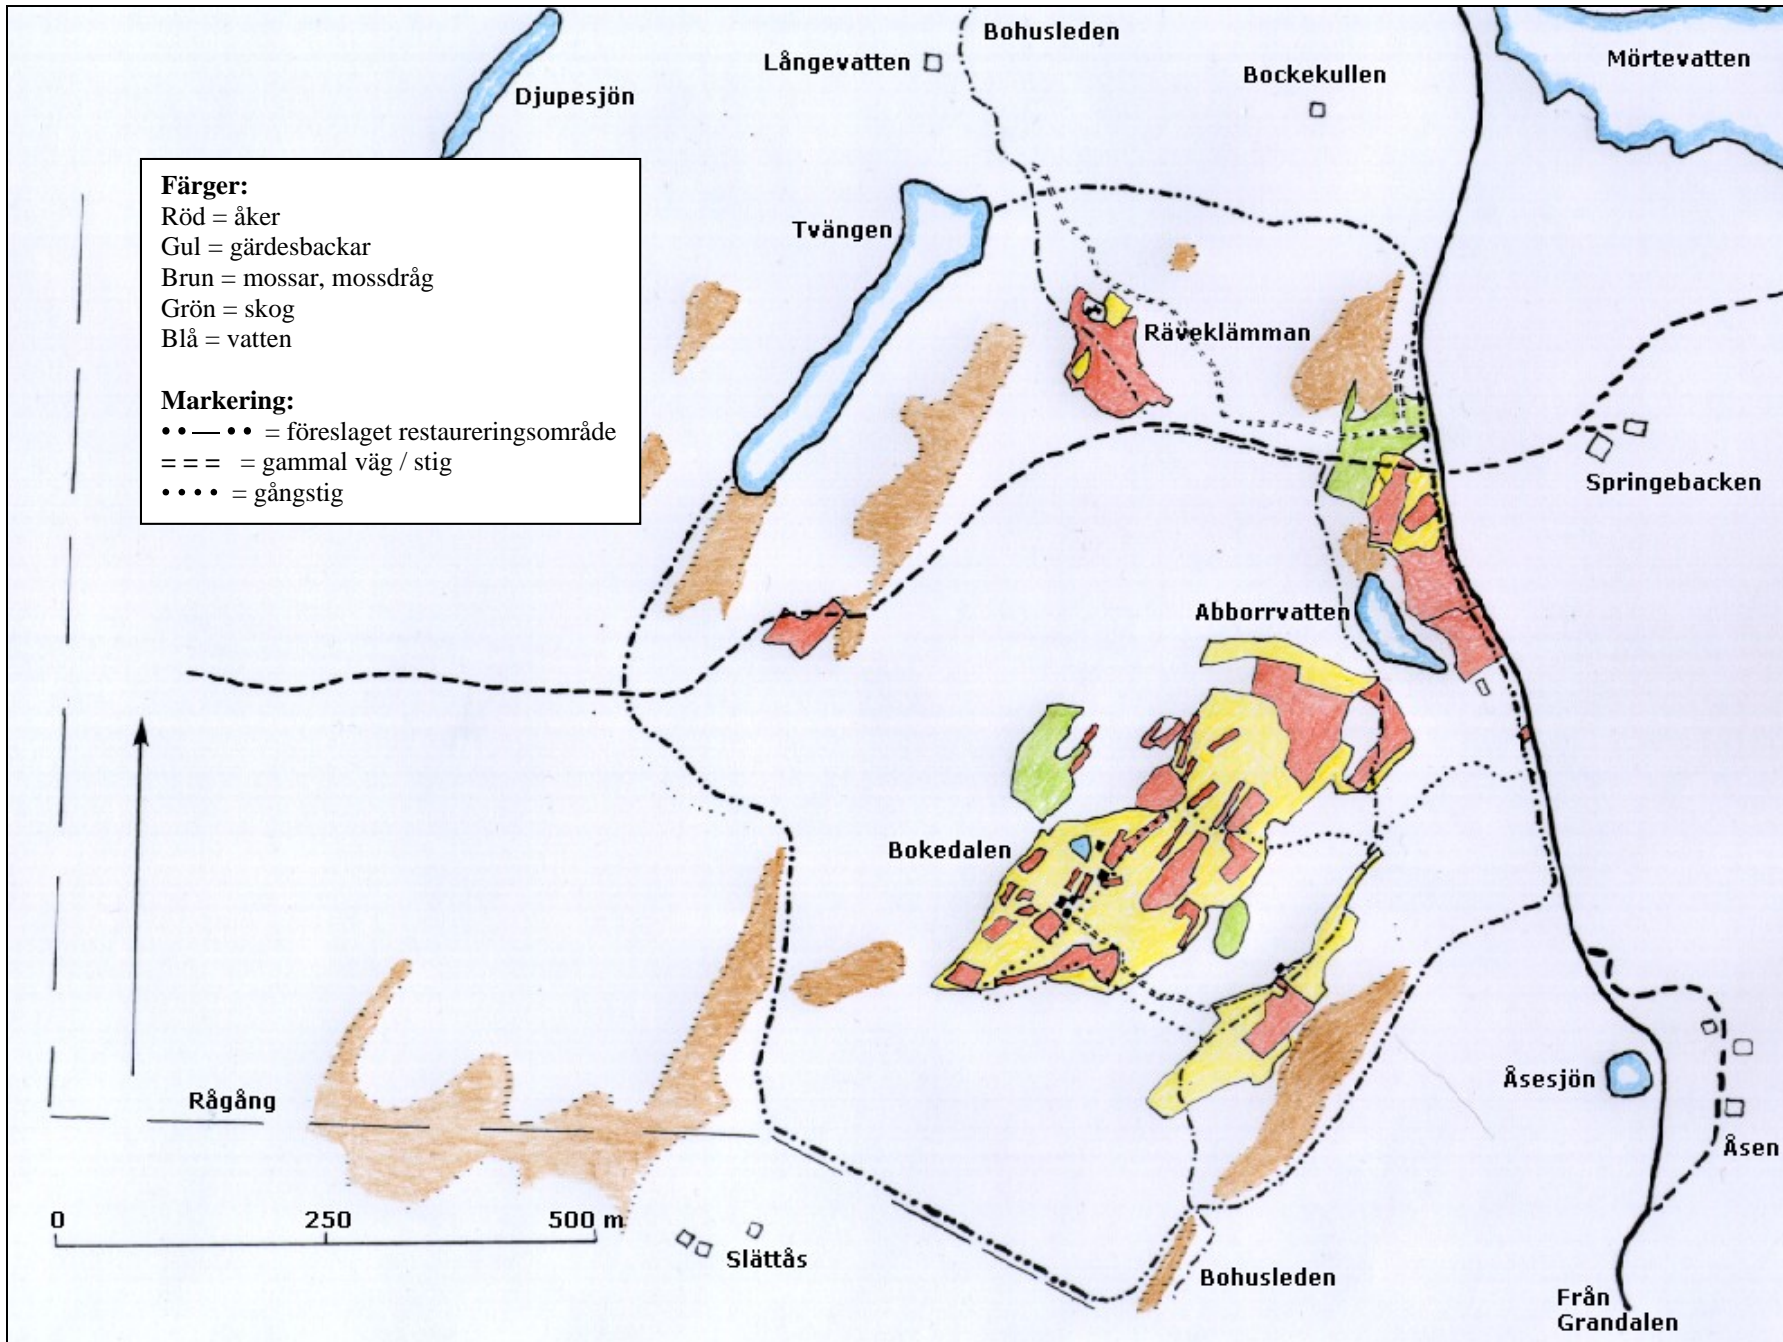 Bohusleden
Långevatten
Bockekullen
Mörtevatten
Djupesjön
Färger:
Röd = åker
Gul = gärdesbackar
Brun = mossar, mossdråg
Grön = skog
Blå = vatten
Markering:
• • — • • = föreslaget restaureringsområde
= = = = gammal väg / stig
• • • • = gångstig
Tvängen
Räveklämman
Springebacken
Abborrvatten
Bokedalen
Åsesjön
Åsen
Rågång
0 250 500 m
Slättås
Bohusleden
Från
Grandalen